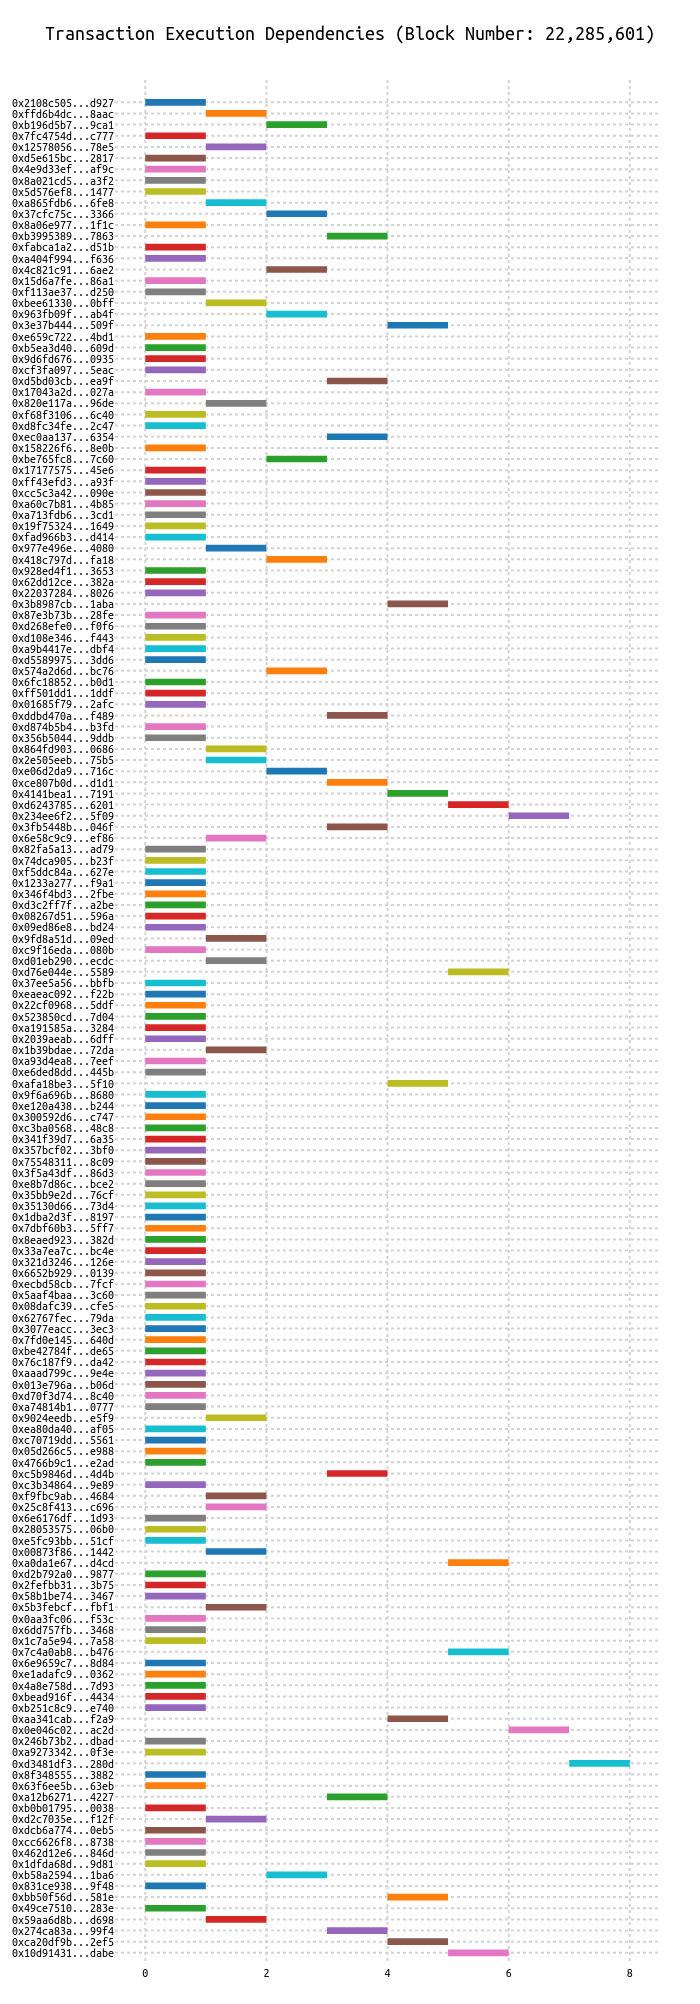 Transaction Execution Dependencies (Block Number: 22,285,601)
0x2108c505...d927
0xffd6b4dc...8aac
0xb196d5b7...9ca1
0x7fc4754d...c777
0x12578056...78e5
0xd5e615bc...2817
0x4e9d33ef...af9c
0x8a021cd5...a3f2
0x5d576ef8...1477
0xa865fdb6...6fe8
0x37cfc75c...3366
0x8a06e977...1f1c
0xb3995389...7863
0xfabca1a2...d51b
0xa404f994...f636
0x4c821c91...6ae2
0x15d6a7fe...86a1
0xf113ae37...d250
0xbee61330...0bff
0x963fb09f...ab4f
0x3e37b444...509f
0xe659c722...4bd1
0xb5ea3d40...609d
0x9d6fd676...0935
0xcf3fa097...5eac
0xd5bd03cb...ea9f
0x17043a2d...027a
0x820e117a...96de
0xf68f3106...6c40
0xd8fc34fe...2c47
0xec0aa137...6354
0x158226f6...8e0b
0xbe765fc8...7c60
0x17177575...45e6
0xff43efd3...a93f
0xcc5c3a42...090e
0xa60c7b81...4b85
0xa713fdb6...3cd1
0x19f75324...1649
0xfad966b3...d414
0x977e496e...4080
0x418c797d...fa18
0x928ed4f1...3653
0x62dd12ce...382a
0x22037284...8026
0x3b8987cb...1aba
0x87e3b73b...28fe
0xd268efe0...f0f6
0xd108e346...f443
0xa9b4417e...dbf4
0xd5589975...3dd6
0x574a2d6d...bc76
0x6fc18852...b0d1
0xff501dd1...1ddf
0x01685f79...2afc
0xddbd470a...f489
0xd874b5b4...b3fd
0x356b5044...9ddb
0x864fd903...0686
0x2e505eeb...75b5
0xe06d2da9...716c
0xce807b0d...d1d1
0x4141bea1...7191
0xd6243785...6201
0x234ee6f2...5f09
0x3fb5448b...046f
0x6e58c9c9...ef86
0x82fa5a13...ad79
0x74dca905...b23f
0xf5ddc84a...627e
0x1233a277...f9a1
0x346f4bd3...2fbe
0xd3c2ff7f...a2be
0x08267d51...596a
0x09ed86e8...bd24
0x9fd8a51d...09ed
0xc9f16eda...080b
0xd01eb290...ecdc
0xd76e044e...5589
0x37ee5a56...bbfb
0xeaeac092...f22b
0x22cf0968...5ddf
0x523850cd...7d04
0xa191585a...3284
0x2039aeab...6dff
0x1b39bdae...72da
0xa93d4ea8...7eef
0xe6ded8dd...445b
0xafa18be3...5f10
0x9f6a696b...8680
0xe120a438...b244
0x300592d6...c747
0xc3ba0568...48c8
0x341f39d7...6a35
0x357bcf02...3bf0
0x75548311...8c09
0x3f5a43df...86d3
0xe8b7d86c...bce2
0x35bb9e2d...76cf
0x35130d66...73d4
0x1dba2d3f...8197
0x7dbf60b3...5ff7
0x8eaed923...382d
0x33a7ea7c...bc4e
0x321d3246...126e
0x6652b929...0139
0xecbd58cb...7fcf
0x5aaf4baa...3c60
0x08dafc39...cfe5
0x62767fec...79da
0x3077eacc...3ec3
0x7fd0e145...640d
0xbe42784f...de65
0x76c187f9...da42
0xaaad799c...9e4e
0x013e796a...b06d
0xd70f3d74...8c40
0xa74814b1...0777
0x9024eedb...e5f9
0xea80da40...af05
0xc70719dd...5561
0x05d266c5...e988
0x4766b9c1...e2ad
0xc5b9846d...4d4b
0xc3b34864...9e89
0xf9fbc9ab...4684
0x25c8f413...c696
0x6e6176df...1d93
0x28053575...06b0
0xe5fc93bb...51cf
0x00873f86...1442
0xa0da1e67...d4cd
0xd2b792a0...9877
0x2fefbb31...3b75
0x58b1be74...3467
0x5b3febcf...fbf1
0x0aa3fc06...f53c
0x6dd757fb...3468
0x1c7a5e94...7a58
0x7c4a0ab8...b476
0x6e9659c7...8d84
0xe1adafc9...0362
0x4a8e758d...7d93
0xbead916f...4434
0xb251c8c9...e740
0xaa341cab...f2a9
0x0e046c02...ac2d
0x246b73b2...dbad
0xa9273342...0f3e
0xd3481df3...280d
0x8f348555...3882
0x63f6ee5b...63eb
0xa12b6271...4227
0xb0b01795...0038
0xd2c7035e...f12f
0xdcb6a774...0eb5
0xcc6626f8...8738
0x462d12e6...846d
0x1dfda68d...9d81
0xb58a2594...1ba6
0x831ce938...9f48
0xbb50f56d...581e
0x49ce7510...283e
0x59aa6d8b...d698
0x274ca83a...99f4
0xca20df9b...2ef5
0x10d91431...dabe
0 2 4 6 8